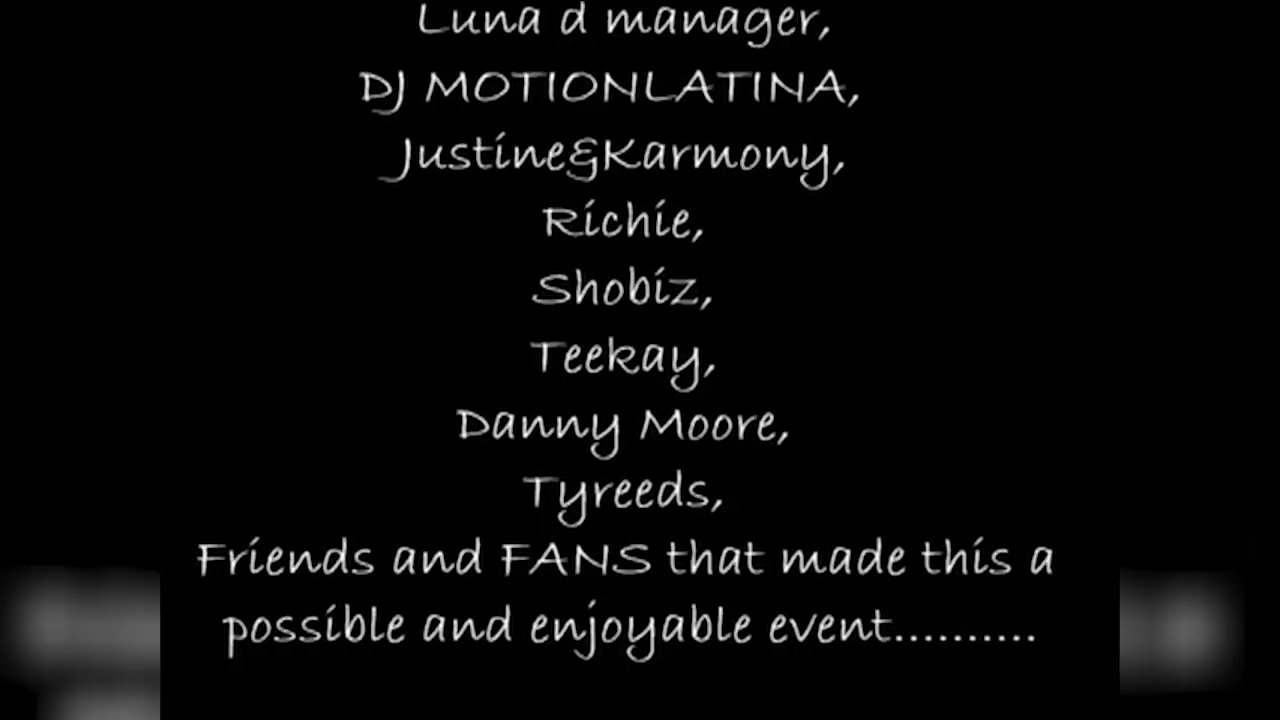 Luna d manager,
DJ MOTIONLATINA,
Justine&Karmony,
Richie,
Shobiz,
Teekay,
Danny Moore,
Tyreeds,
Friends and FANS that made this a
possible and enjoyable event..........